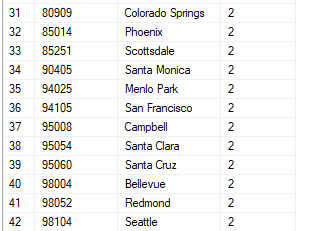 31 80909 Colorado Springs 2
32 85014 Phoenix 2
33 85251 Scottsdale 2
34 90405 Santa Monica 2
35 94025 Menlo Park 2
36 94105 San Francisco 2
37 95008 Campbell 2
38 95054 Santa Clara 2
39 95060 Santa Cruz 2
40 98004 Bellevue 2
41 98052 Redmond 2
42 98104 Seattle 2